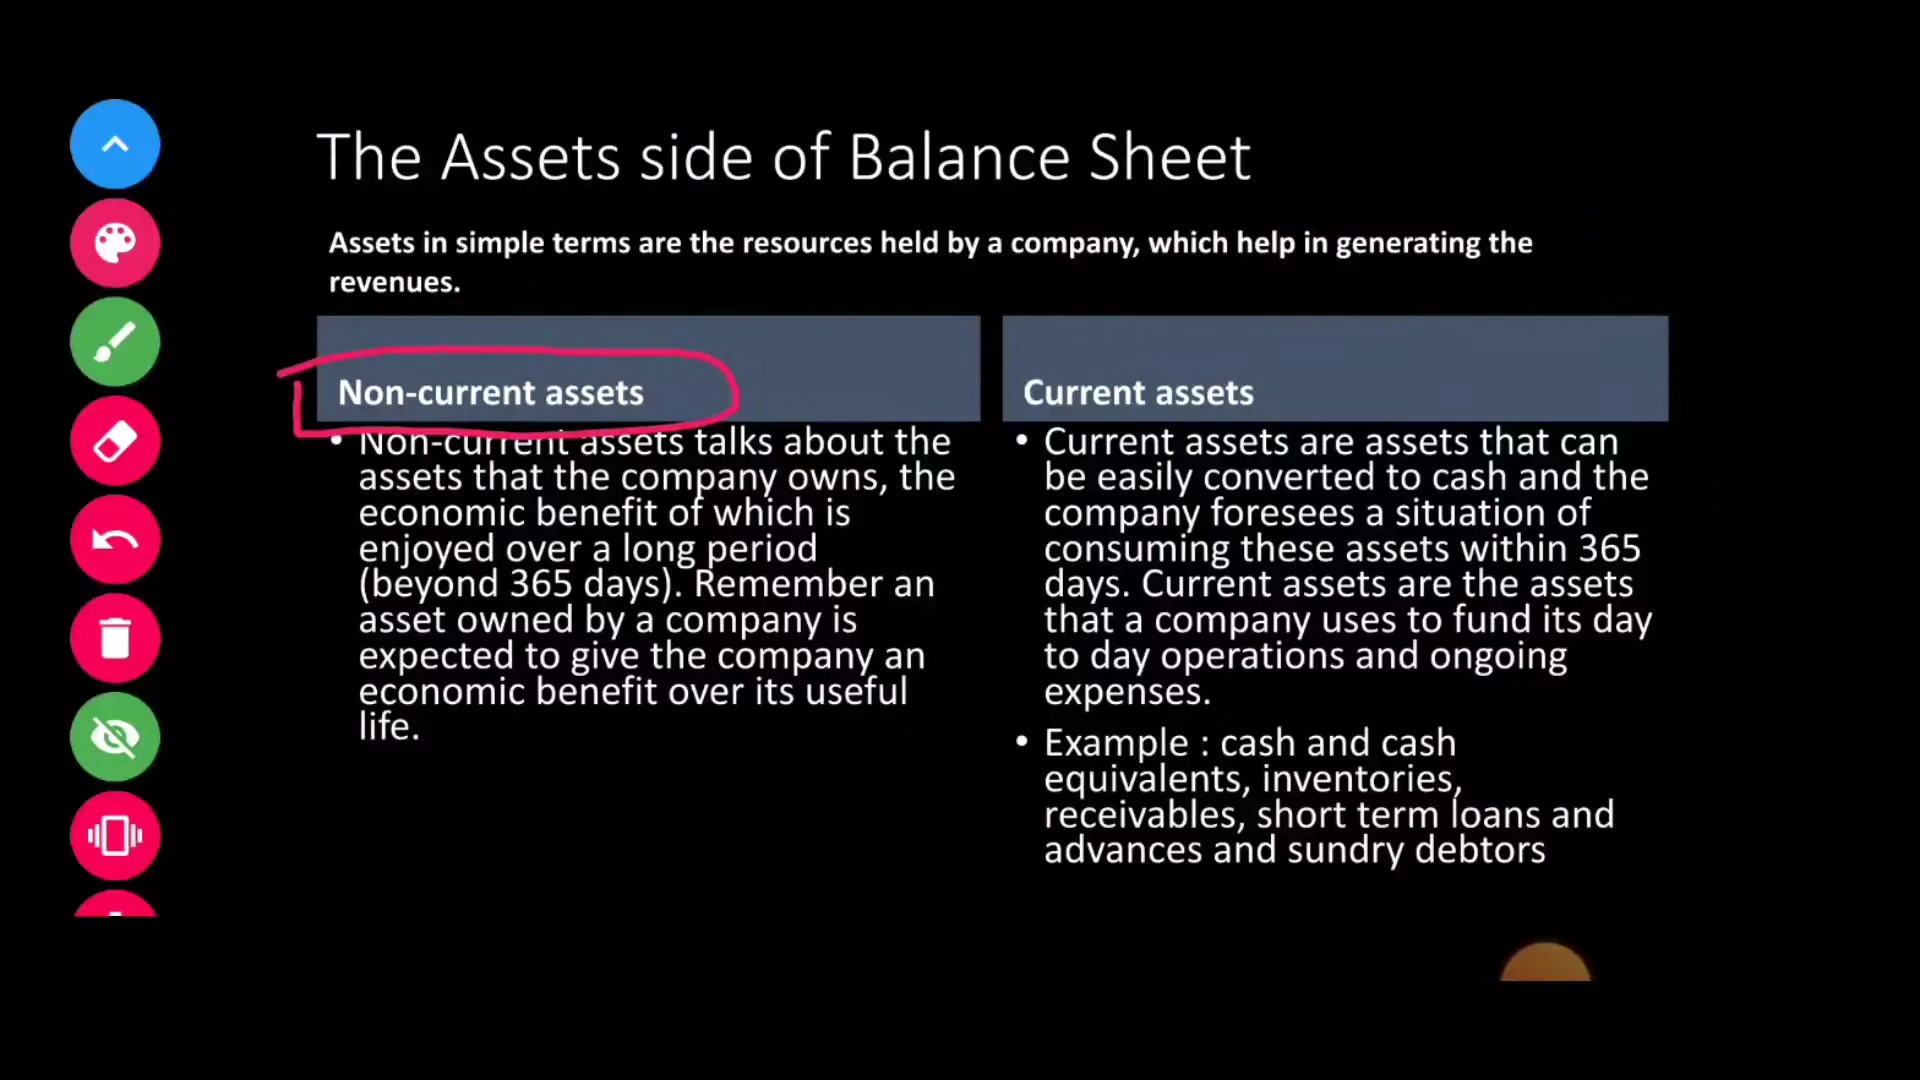 The Assets side of Balance Sheet
Assets in simple terms are the resources held by a company, which help in generating the
revenues.
Non-current assets
• Non-current assets talks about the
assets that the company owns, the
economic benefit of which is
enjoyed over a long period
(beyond 365 days). Remember an
asset owned by a company is
expected to give the company an
economic benefit over its useful
life.
Current assets
• Current assets are assets that can
be easily converted to cash and the
company foresees a situation of
consuming these assets within 365
days. Current assets are the assets
that a company uses to fund its day
to day operations and ongoing
expenses.
• Example : cash and cash
equivalents, inventories,
receivables, short term loans and
advances and sundry debtors